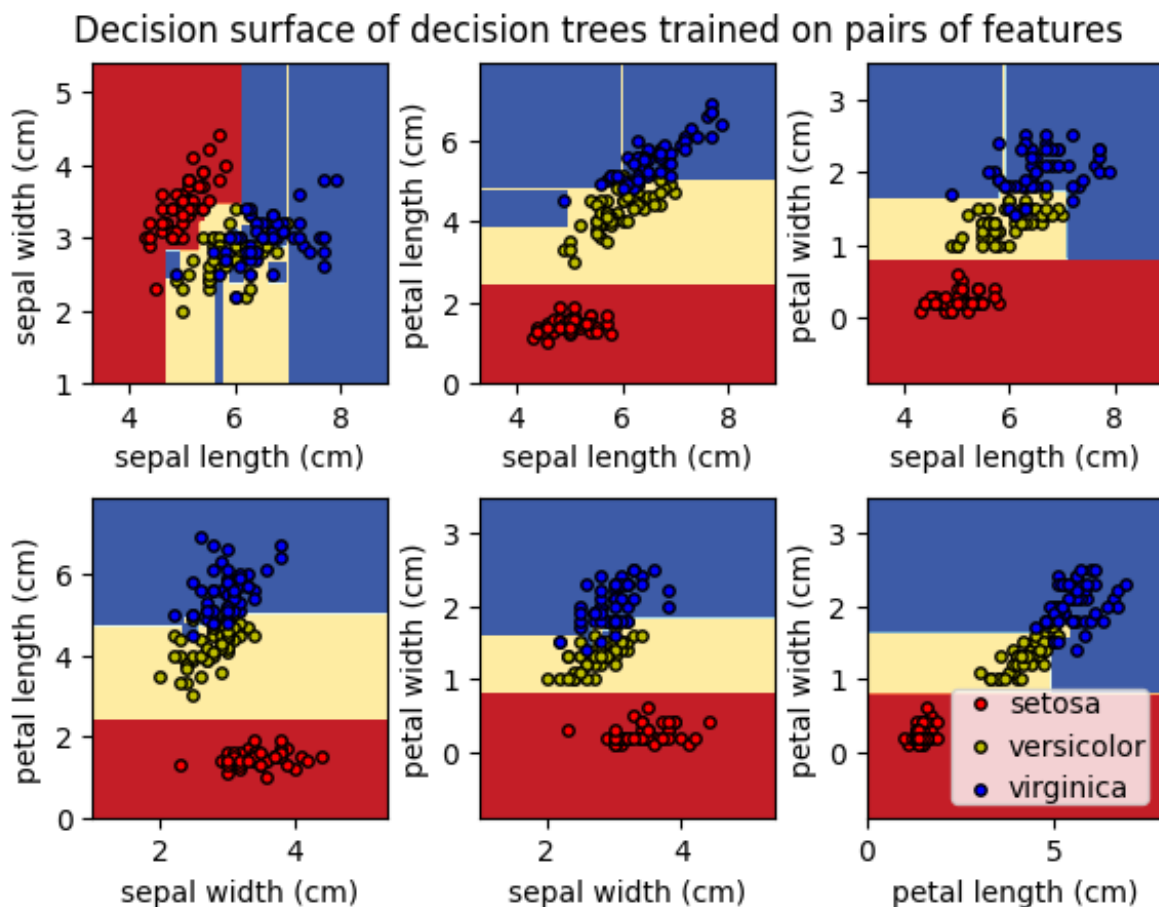 Decision surface of decision trees trained on pairs of features
sepal width (cm)
5
4
3
2
1
4 6 8
sepal length (cm)
petal length (cm)
6
4
2
0
4 6 8
sepal length (cm)
petal width (cm)
3
2
1
0
4 6 8
sepal length (cm)
petal length (cm)
6
4
2
0
2 4
sepal width (cm)
petal width (cm)
3
2
1
0
2 4
sepal width (cm)
petal width (cm)
3
2
1
0
0 5
petal length (cm)
setosa
versicolor
virginica